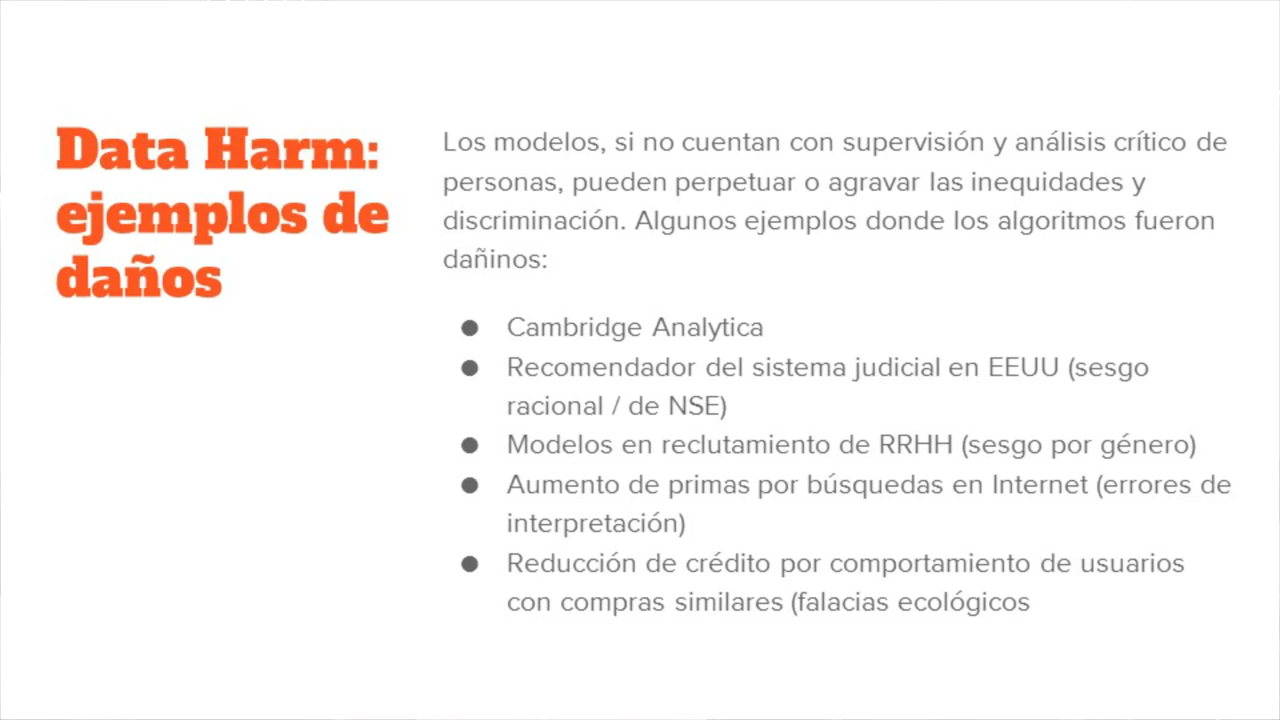 Data Harm:
ejemplos de
daños
Los modelos, si no cuentan con supervisión y análisis crítico de
personas, pueden perpetuar o agravar las inequidades y
discriminación. Algunos ejemplos donde los algoritmos fueron
dañinos:
● Cambridge Analytica
● Recomendador del sistema judicial en EEUU (sesgo
racional / de NSE)
● Modelos en reclutamiento de RRHH (sesgo por género)
● Aumento de primas por búsquedas en Internet (errores de
interpretación)
● Reducción de crédito por comportamiento de usuarios
con compras similares (falacias ecológicos